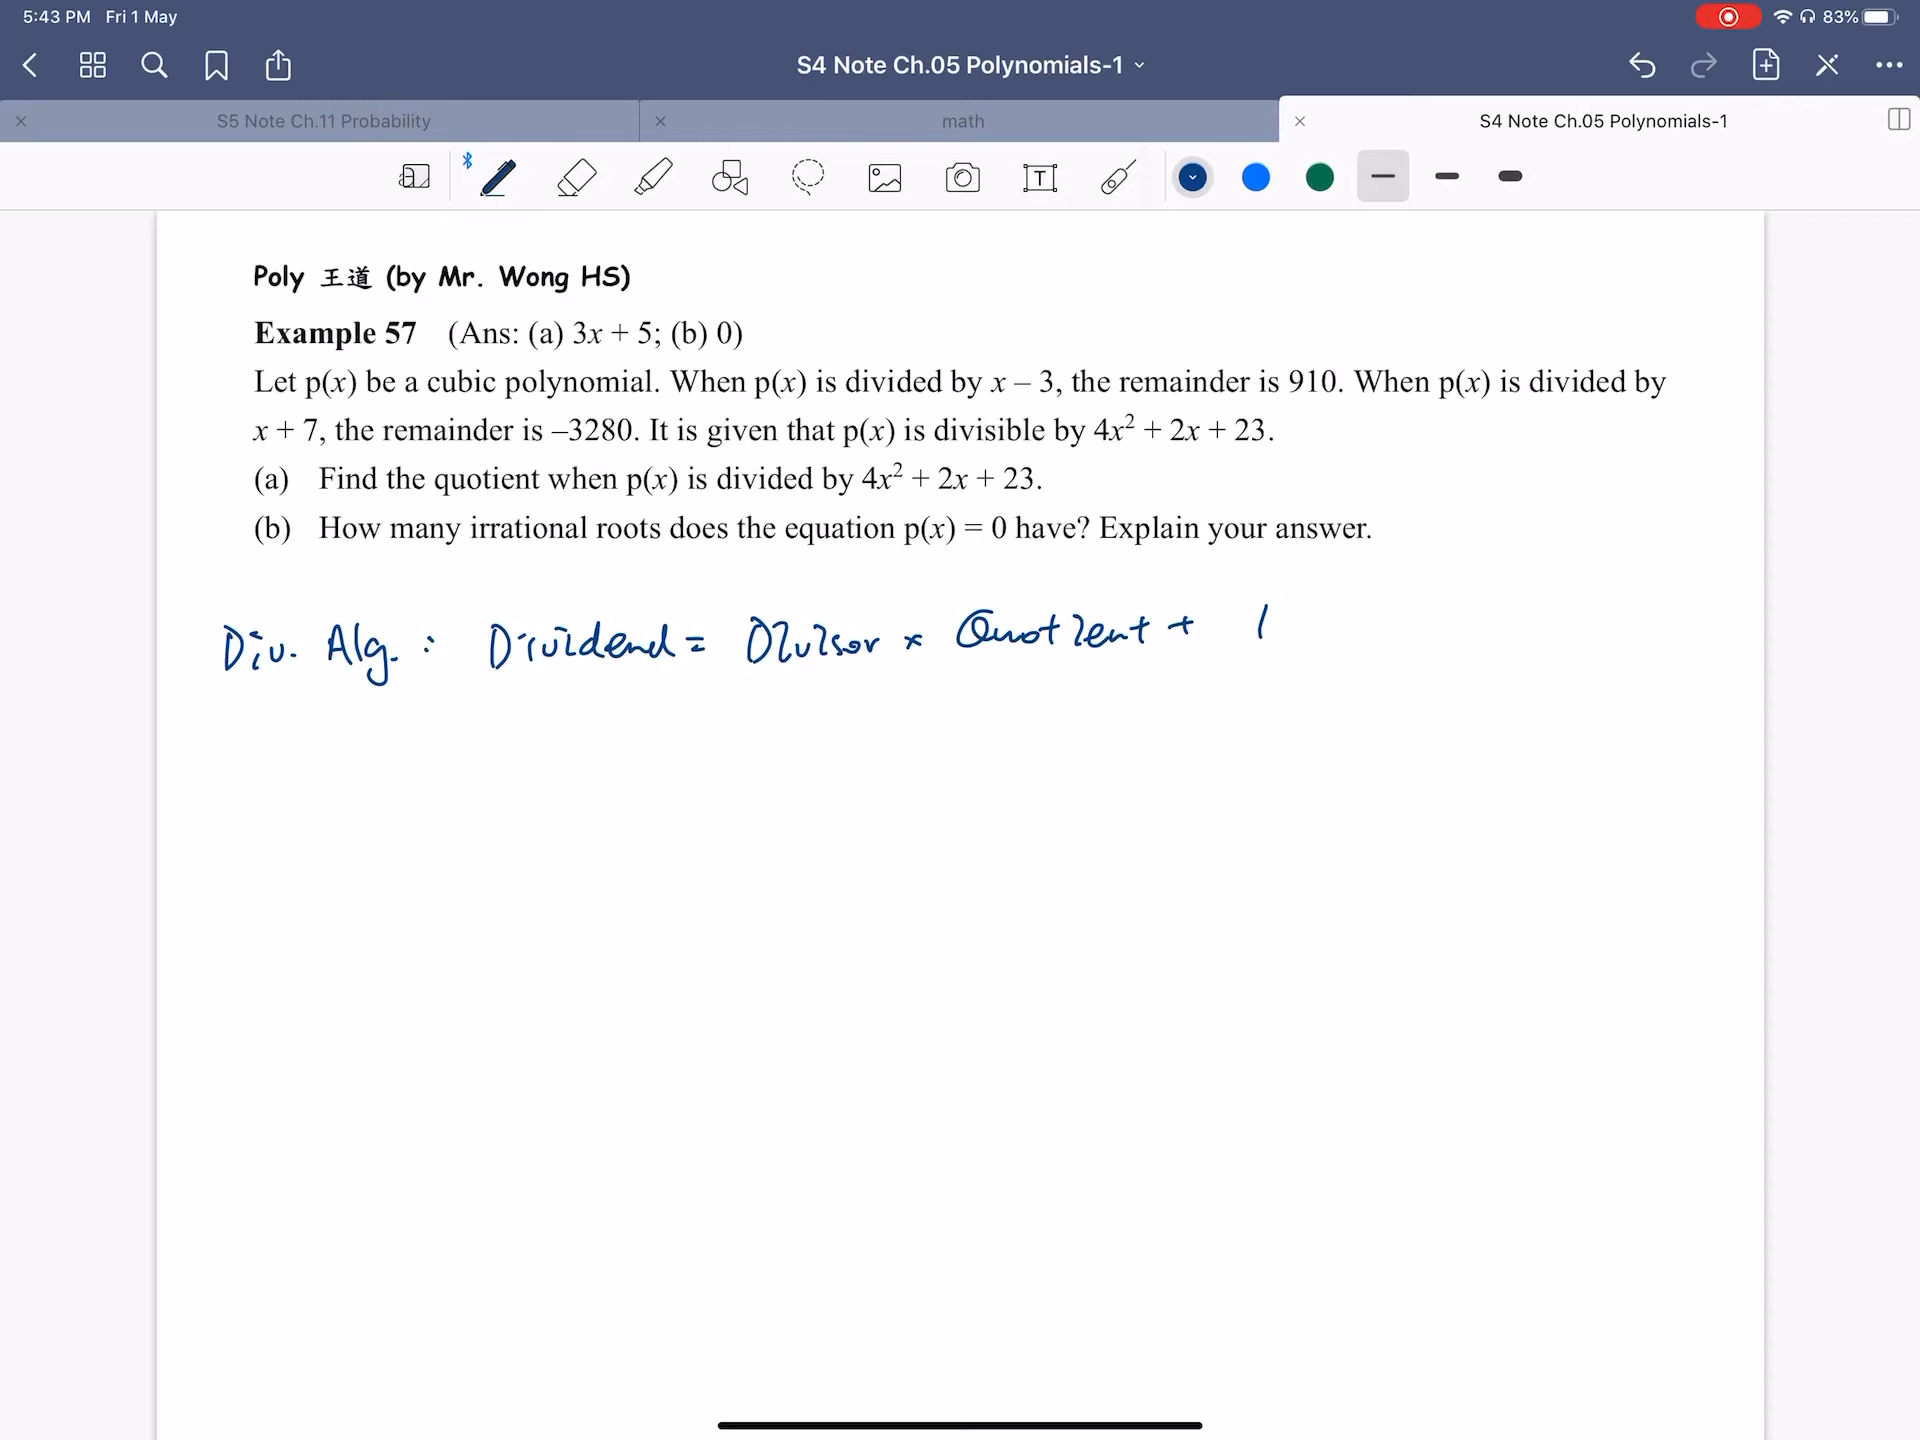 5:43 PM Fri 1 May
83%
S4 Note Ch.05 Polynomials-1
S5 Note Ch.11 Probability
math
S4 Note Ch.05 Polynomials-1
Poly 王道 (by Mr. Wong HS)
Example 57 (Ans: (a) 3x + 5; (b) 0)
Let p(x) be a cubic polynomial. When p(x) is divided by x – 3, the remainder is 910. When p(x) is divided by
x + 7, the remainder is –3280. It is given that p(x) is divisible by 4x² + 2x + 23.
(a) Find the quotient when p(x) is divided by 4x² + 2x + 23.
(b) How many irrational roots does the equation p(x) = 0 have? Explain your answer.
Div. Alg. : Dividend = Divisor × Quotient +